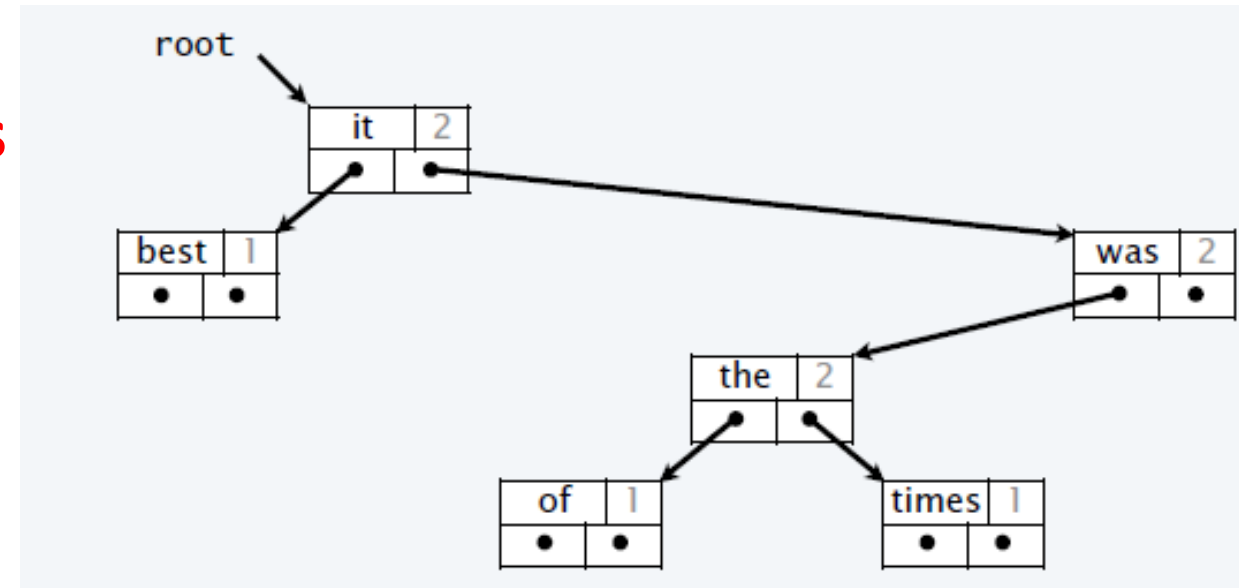 root
it 2
best 1
was 2
the 2
of 1
times 1